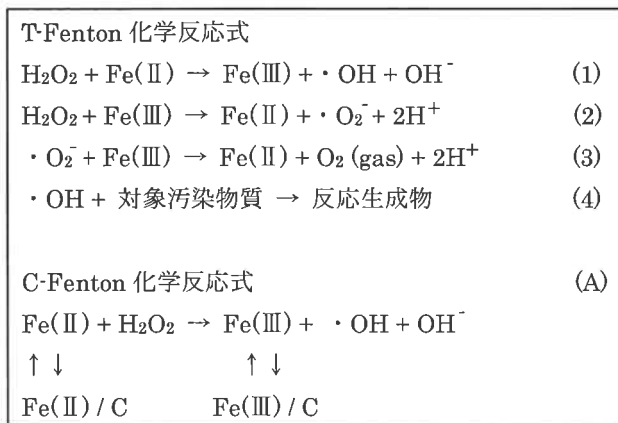 T-Fenton 化学反応式
H₂O₂ + Fe(Ⅱ) → Fe(Ⅲ) + ・OH + OH⁻ (1)
H₂O₂ + Fe(Ⅲ) → Fe(Ⅱ) + ・O₂⁻ + 2H⁺ (2)
・O₂⁻ + Fe(Ⅲ) → Fe(Ⅱ) + O₂ (gas) + 2H⁺ (3)
・OH + 対象汚染物質 → 反応生成物 (4)
C-Fenton 化学反応式 (A)
Fe(Ⅱ) + H₂O₂ → Fe(Ⅲ) + ・OH + OH⁻
↑ ↓ ↑ ↓
Fe(Ⅱ) / C Fe(Ⅲ) / C